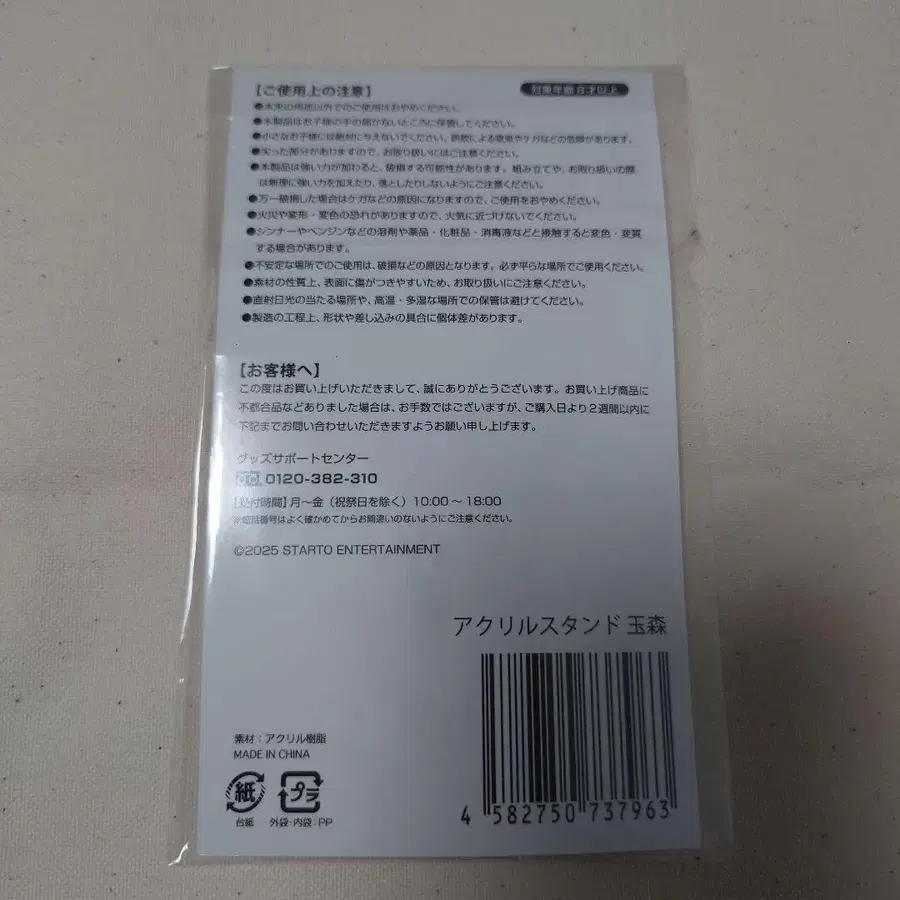 【ご使用上の注意】
対象年齢 8才以上
●本来の用途以外でのご使用はおやめください。
●本製品はお子様の手の届かないところに保管してください。
●小さなお子様には絶対に与えないでください。誤飲による窒息やケガなどの危険があります。
●尖った部分がありますので、お取り扱いにはご注意ください。
●本製品は強い力が加わると、破損する可能性があります。組み立てや、お取り扱いの際
は無理に強い力を加えたり、落としたりしないようにご注意ください。
●万一破損した場合はケガなどの原因になりますので、ご使用をおやめください。
●火災や変形・変色の恐れがありますので、火気に近づけないでください。
●シンナーやベンジンなどの溶剤や薬品・化粧品・消毒液などと接触すると変色・変質
する場合があります。
●不安定な場所でのご使用は、破損などの原因となります。必ず平らな場所でご使用ください。
●素材の性質上、表面に傷がつきやすいため、お取り扱いにご注意ください。
●直射日光の当たる場所や、高温・多湿な場所での保管は避けてください。
●製造の工程上、形状や差し込みの具合に個体差があります。
【お客様へ】
この度はお買い上げいただきまして、誠にありがとうございます。お買い上げ商品に
不都合品などありました場合は、お手数ではございますが、ご購入日より2週間以内に
下記までお問い合わせいただきますようお願い申し上げます。
グッズサポートセンター
0120-382-310
【受付時間】月～金（祝祭日を除く）10:00～18:00
※電話番号はよく確かめてからお間違いのないようにご注意ください。
©2025 STARTO ENTERTAINMENT
アクリルスタンド 玉森
素材：アクリル樹脂
MADE IN CHINA
紙
プラ
台紙
外袋・内袋：PP
4 582750 737963